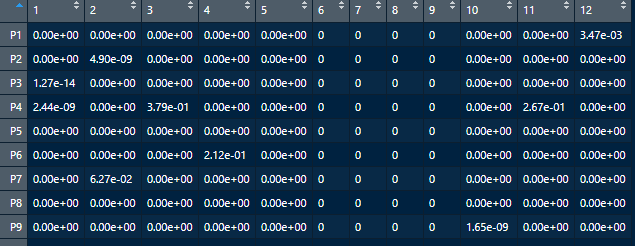 1 2 3 4 5 6 7 8 9 10 11 12
P1 0.00e+00 0.00e+00 0.00e+00 0.00e+00 0.00e+00 0 0 0 0 0.00e+00 0.00e+00 3.47e-03
P2 0.00e+00 4.90e-09 0.00e+00 0.00e+00 0.00e+00 0 0 0 0 0.00e+00 0.00e+00 0.00e+00
P3 1.27e-14 0.00e+00 0.00e+00 0.00e+00 0.00e+00 0 0 0 0 0.00e+00 0.00e+00 0.00e+00
P4 2.44e-09 0.00e+00 3.79e-01 0.00e+00 0.00e+00 0 0 0 0 0.00e+00 2.67e-01 0.00e+00
P5 0.00e+00 0.00e+00 0.00e+00 0.00e+00 0.00e+00 0 0 0 0 0.00e+00 0.00e+00 0.00e+00
P6 0.00e+00 0.00e+00 0.00e+00 2.12e-01 0.00e+00 0 0 0 0 0.00e+00 0.00e+00 0.00e+00
P7 0.00e+00 6.27e-02 0.00e+00 0.00e+00 0.00e+00 0 0 0 0 0.00e+00 0.00e+00 0.00e+00
P8 0.00e+00 0.00e+00 0.00e+00 0.00e+00 0.00e+00 0 0 0 0 0.00e+00 0.00e+00 0.00e+00
P9 0.00e+00 0.00e+00 0.00e+00 0.00e+00 0.00e+00 0 0 0 0 1.65e-09 0.00e+00 0.00e+00